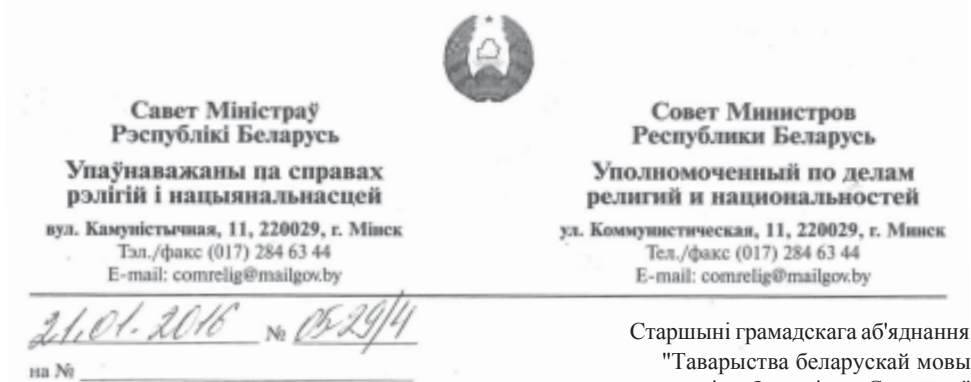 Савет Міністраў
Рэспублікі Беларусь
Упаўнаважаны па справах
рэлігій і нацыянальнасцей
вул. Камуністычная, 11, 220029, г. Мінск
Тэл./факс (017) 284 63 44
E-mail: comrelig@mailgov.by
Совет Министров
Республики Беларусь
Уполномоченный по делам
религий и национальностей
ул. Коммунистическая, 11, 220029, г. Минск
Тел./факс (017) 284 63 44
E-mail: comrelig@mailgov.by
21.01.2016 № 05-29/4
на №
Старшыні грамадскага аб'яднання
"Таварыства беларускай мовы